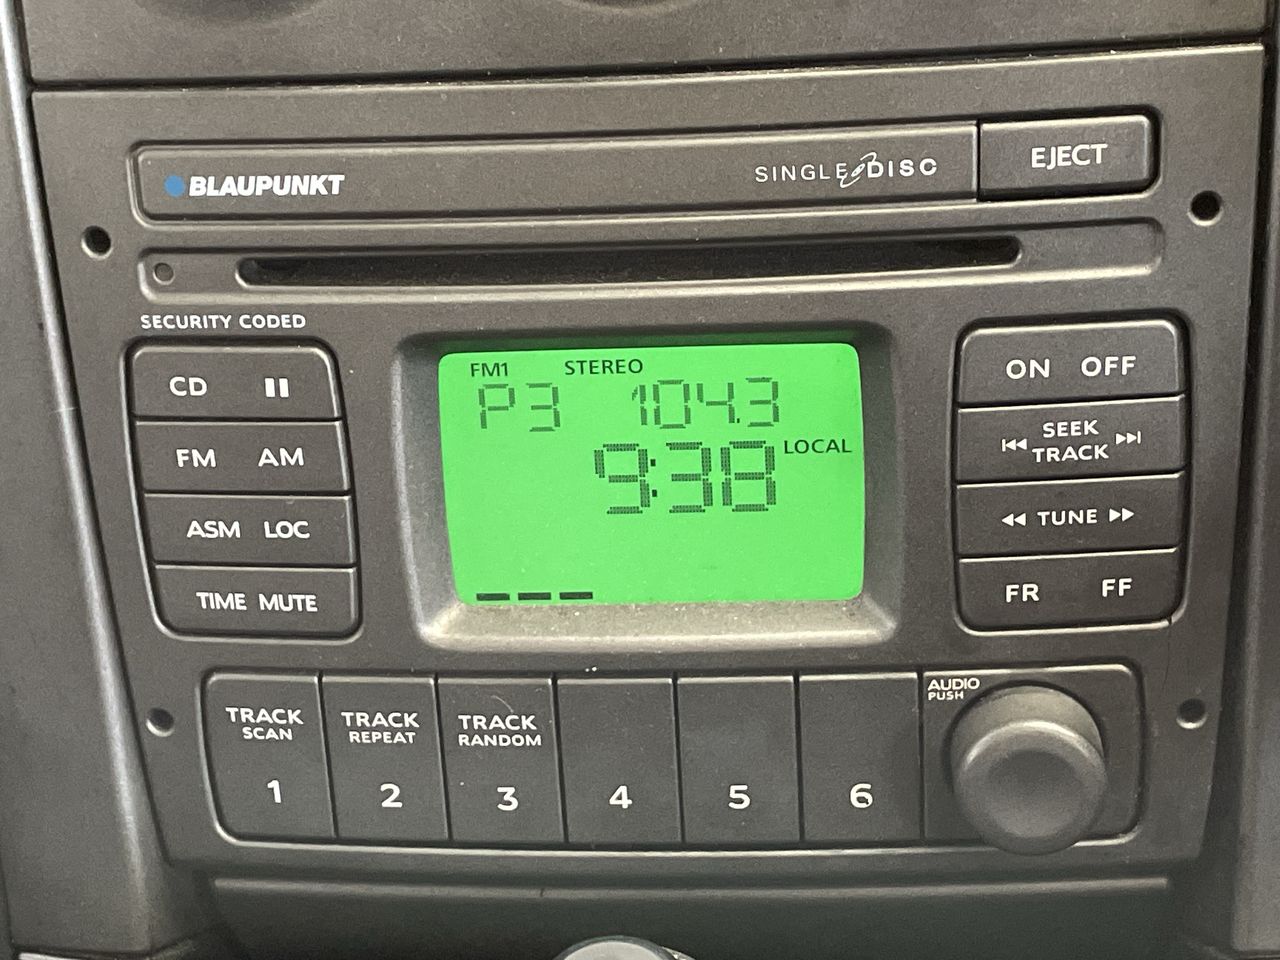 BLAUPUNKT
SINGLE DISC
EJECT
SECURITY CODED
CD
FM AM
ASM LOC
TIME MUTE
FM1 STEREO
P3 104.3
9:38 LOCAL
ON OFF
SEEK
TRACK
TUNE
FR FF
TRACK
SCAN
1
TRACK
REPEAT
2
TRACK
RANDOM
3
4
5
6
AUDIO
PUSH